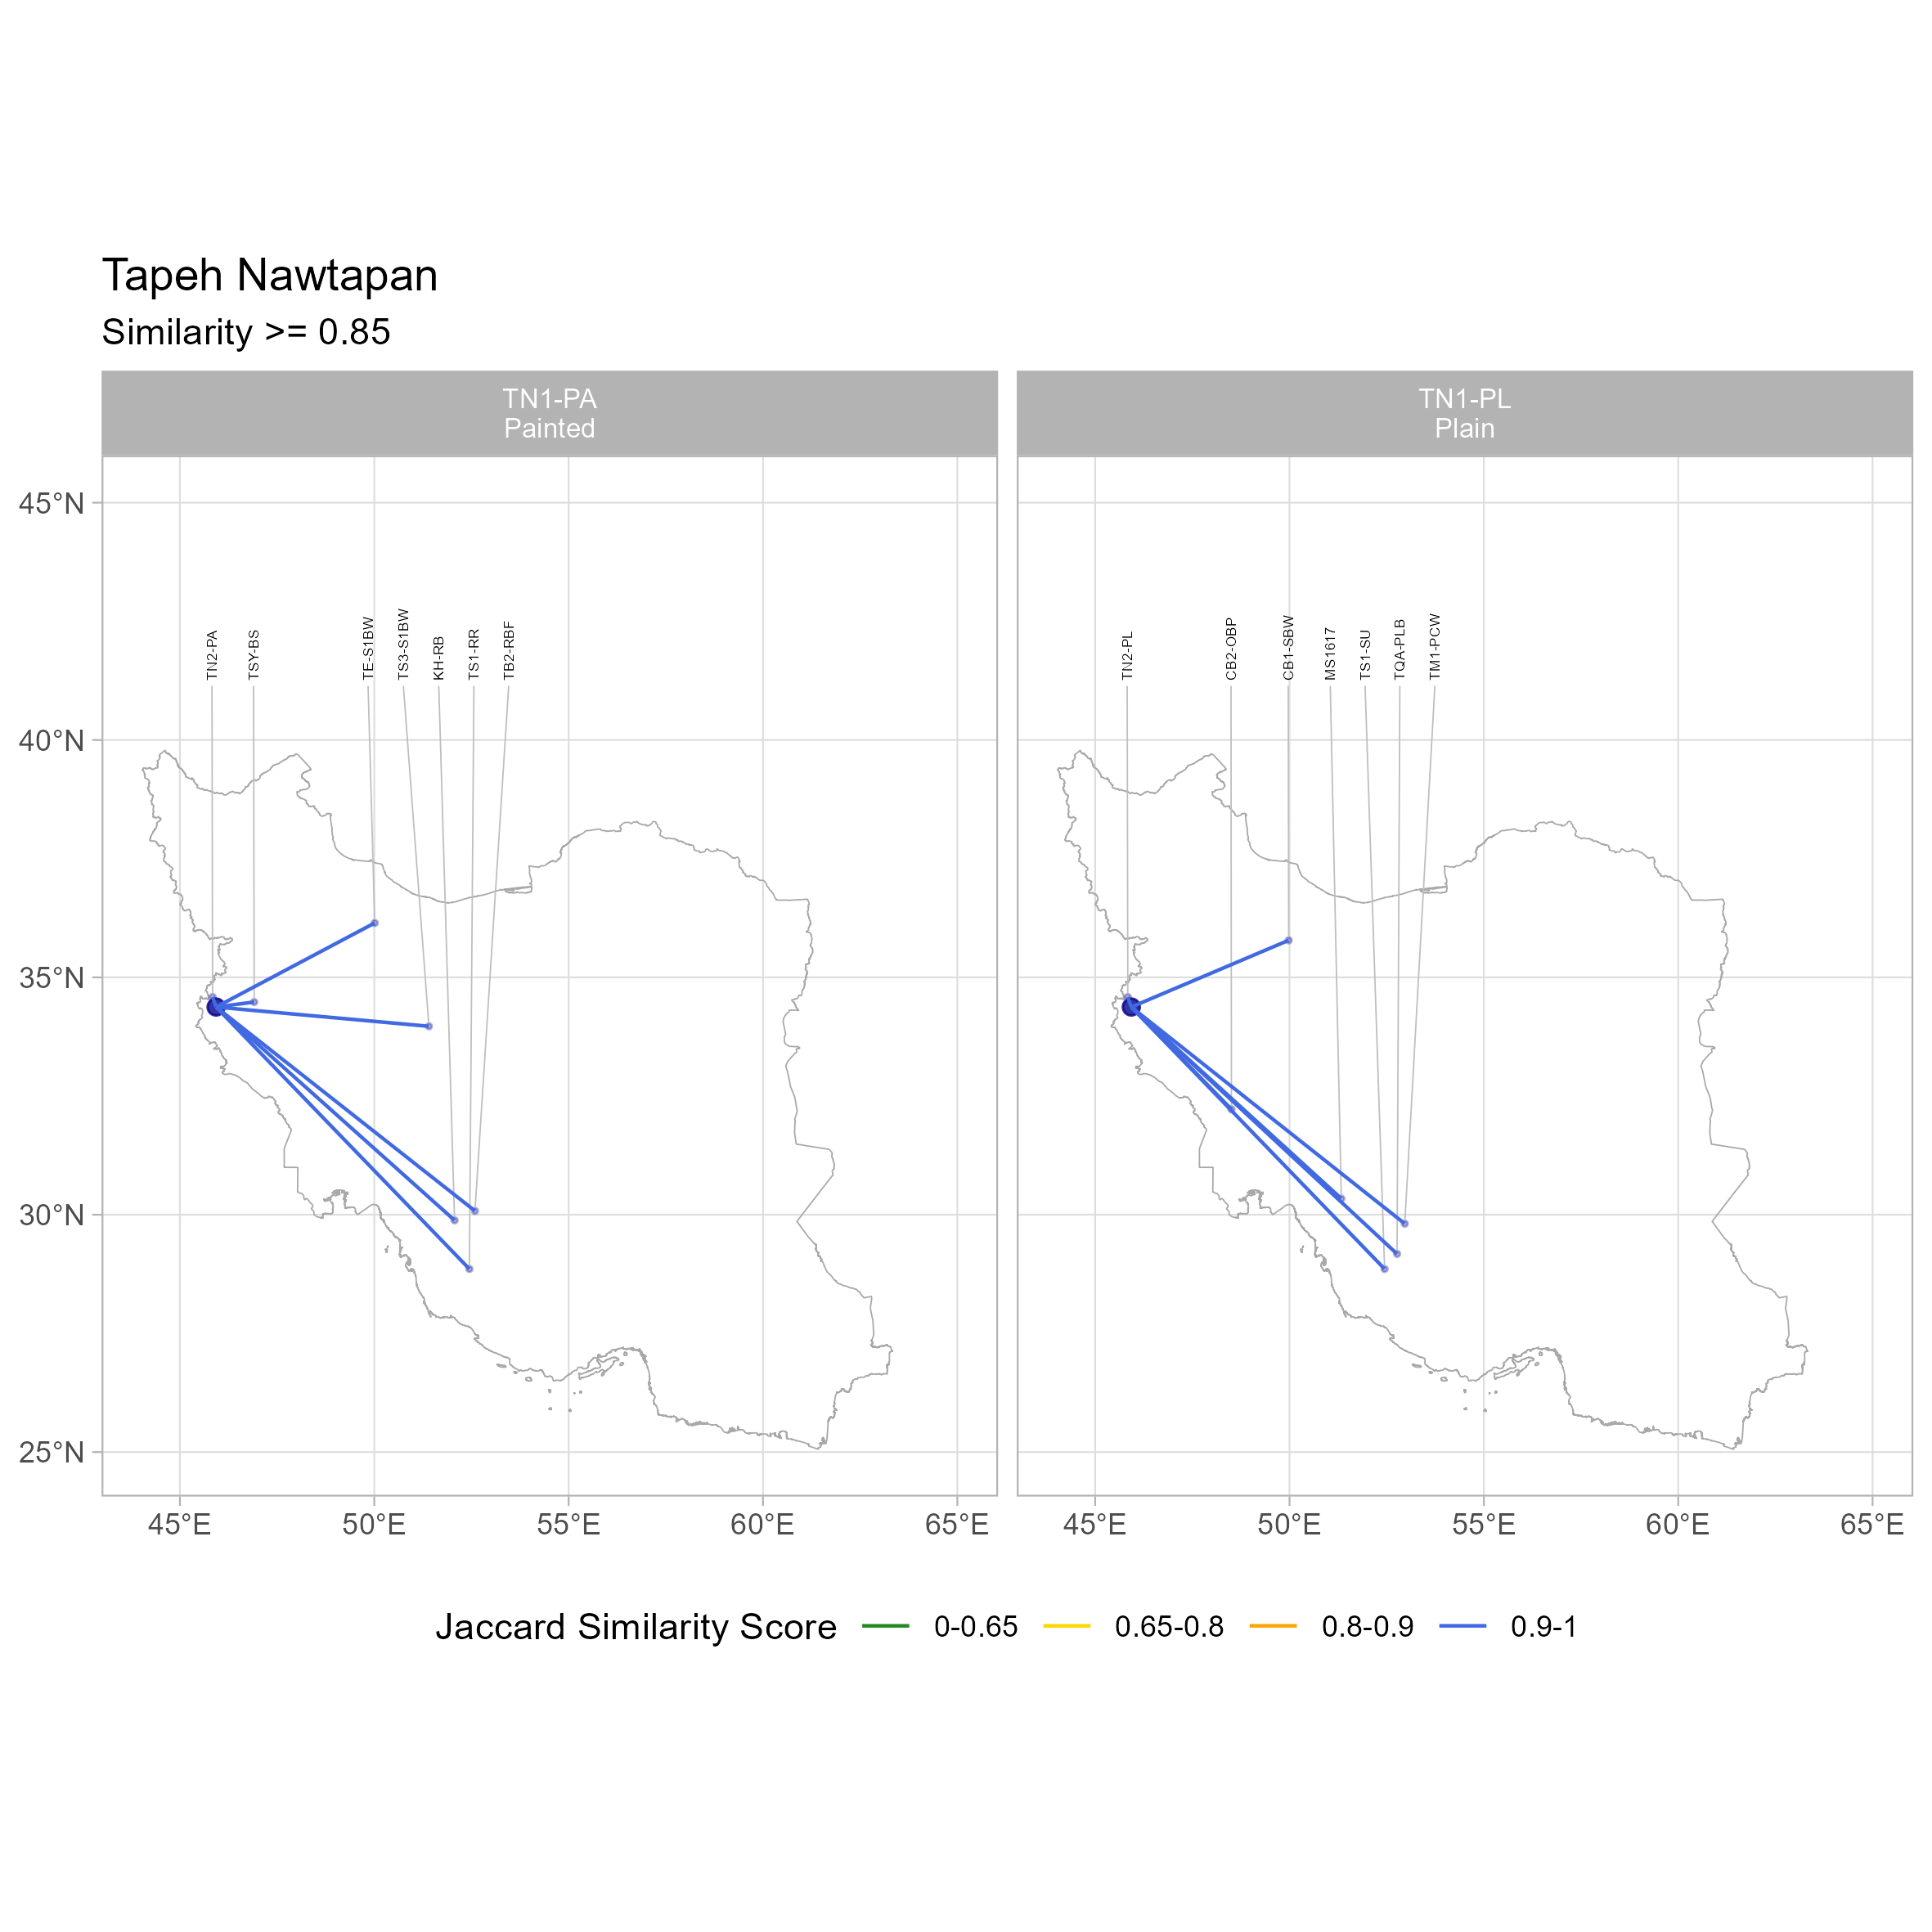 Tapeh Nawtapan
Similarity >= 0.85
TN1-PA
Painted
TN1-PL
Plain
45°N
40°N
35°N
30°N
25°N
TN2-PA
TSY-BS
TE-S1BW
TS3-S1BW
KH-RB
TS1-RR
TB2-RBF
TN2-PL
CB2-OBP
CB1-SBW
MS1617
TS1-SU
TQA-PLB
TM1-PCW
45°E 50°E 55°E 60°E 65°E
45°E 50°E 55°E 60°E 65°E
Jaccard Similarity Score 0-0.65 0.65-0.8 0.8-0.9 0.9-1